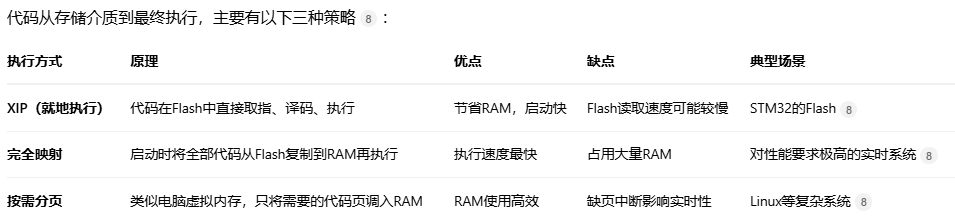 代码从存储介质到最终执行，主要有以下三种策略 8 ：
执行方式 原理 优点 缺点 典型场景
XIP（就地执行） 代码在Flash中直接取指、译码、执行 节省RAM，启动快 Flash读取速度可能较慢 STM32的Flash 8
完全映射 启动时将全部代码从Flash复制到RAM再执行 执行速度最快 占用大量RAM 对性能要求极高的实时系统 8
按需分页 类似电脑虚拟内存，只将需要的代码页调入RAM RAM使用高效 缺页中断影响实时性 Linux等复杂系统 8